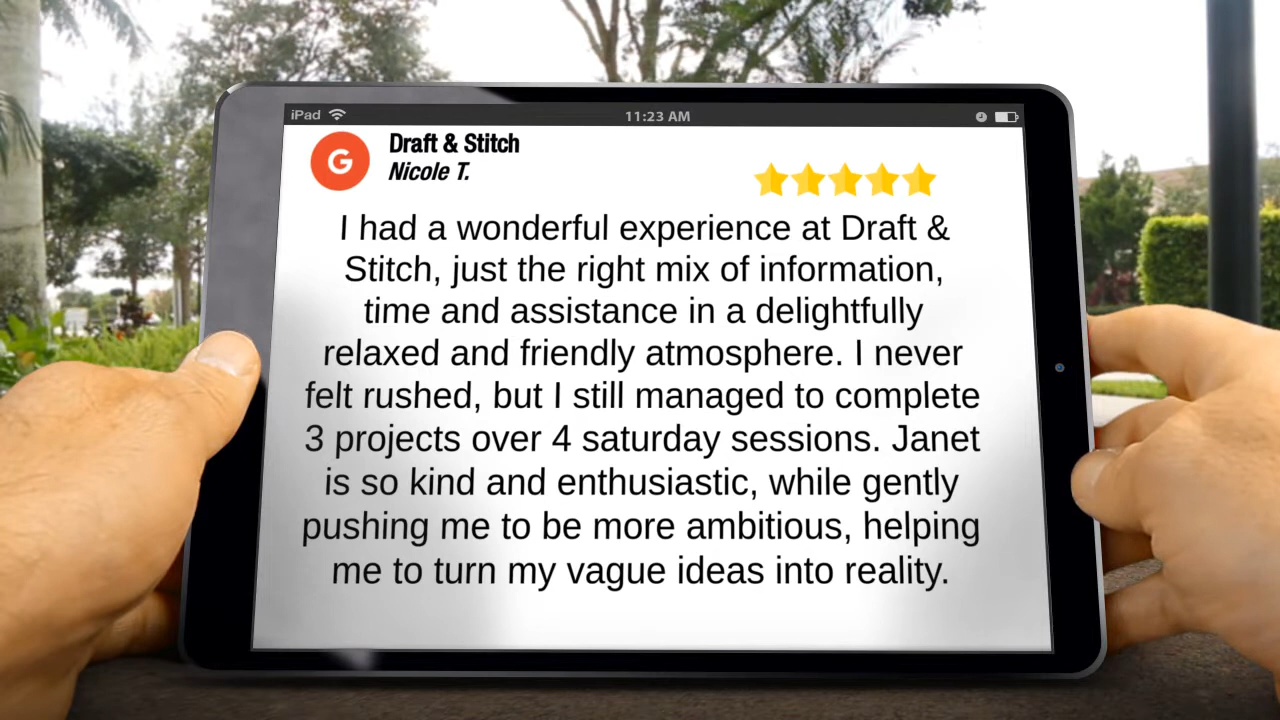 iPad
11:23 AM
G
Draft & Stitch
Nicole T.
I had a wonderful experience at Draft &
Stitch, just the right mix of information,
time and assistance in a delightfully
relaxed and friendly atmosphere. I never
felt rushed, but I still managed to complete
3 projects over 4 saturday sessions. Janet
is so kind and enthusiastic, while gently
pushing me to be more ambitious, helping
me to turn my vague ideas into reality.